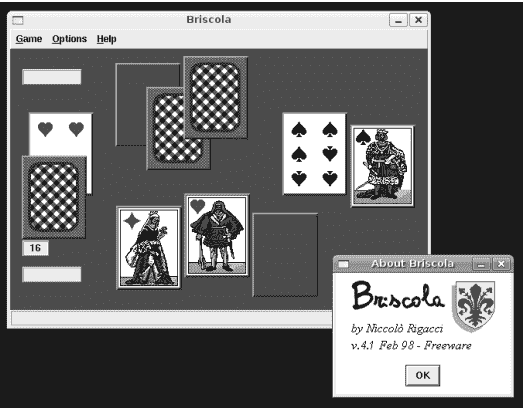 Briscola
Game Options Help
16
About Briscola
Briscola
by Niccolò Rigacci
v.4.1 Feb 98 - Freeware
OK